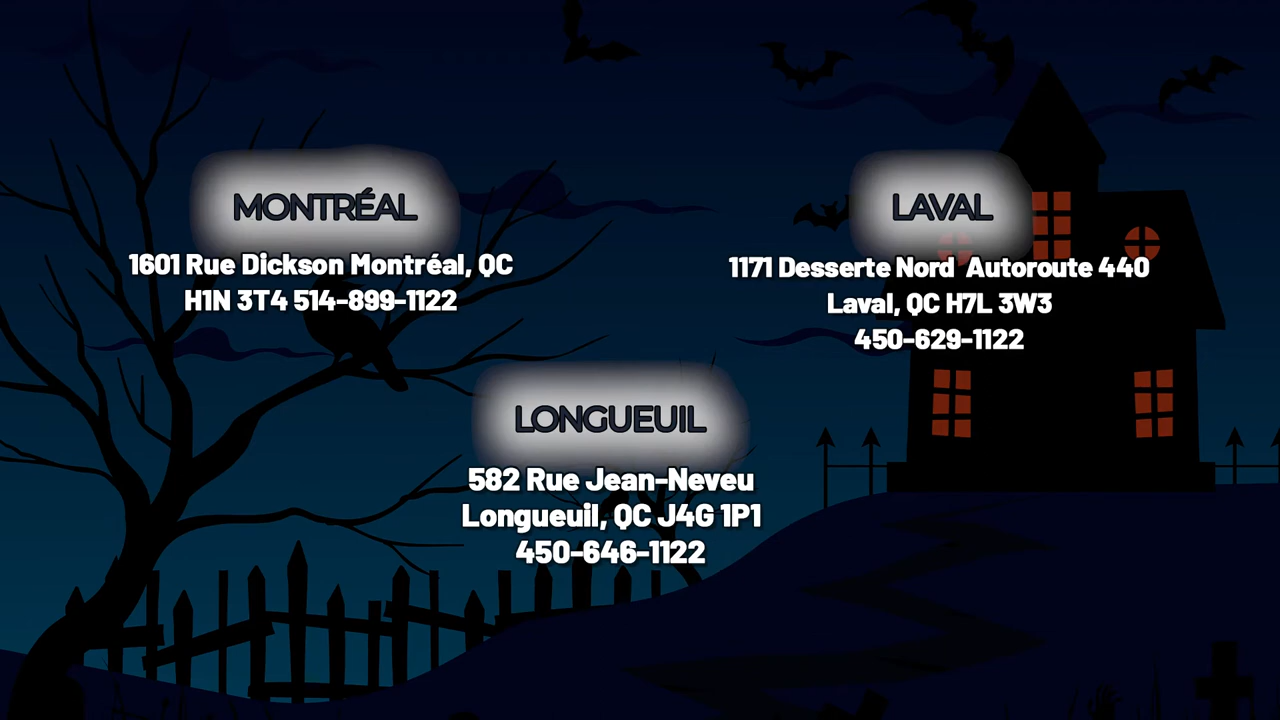 MONTRÉAL
1601 Rue Dickson Montréal, QC
H1N 3T4 514-899-1122
LAVAL
1171 Desserte Nord  Autoroute 440
Laval, QC H7L 3W3
450-629-1122
LONGUEUIL
582 Rue Jean-Neveu
Longueuil, QC J4G 1P1
450-646-1122